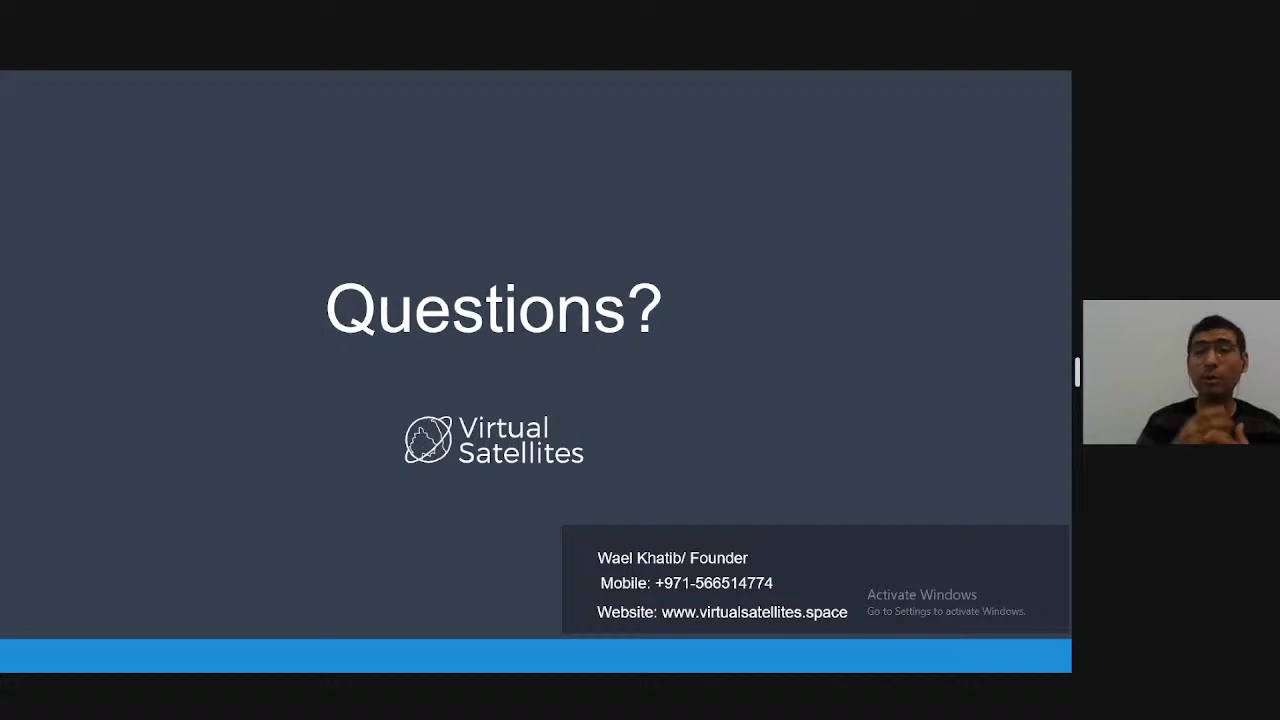 Questions?
Virtual
Satellites
Wael Khatib/ Founder
Mobile: +971-566514774
Website: www.virtualsatellites.space
Activate Windows
Go to Settings to activate Windows.